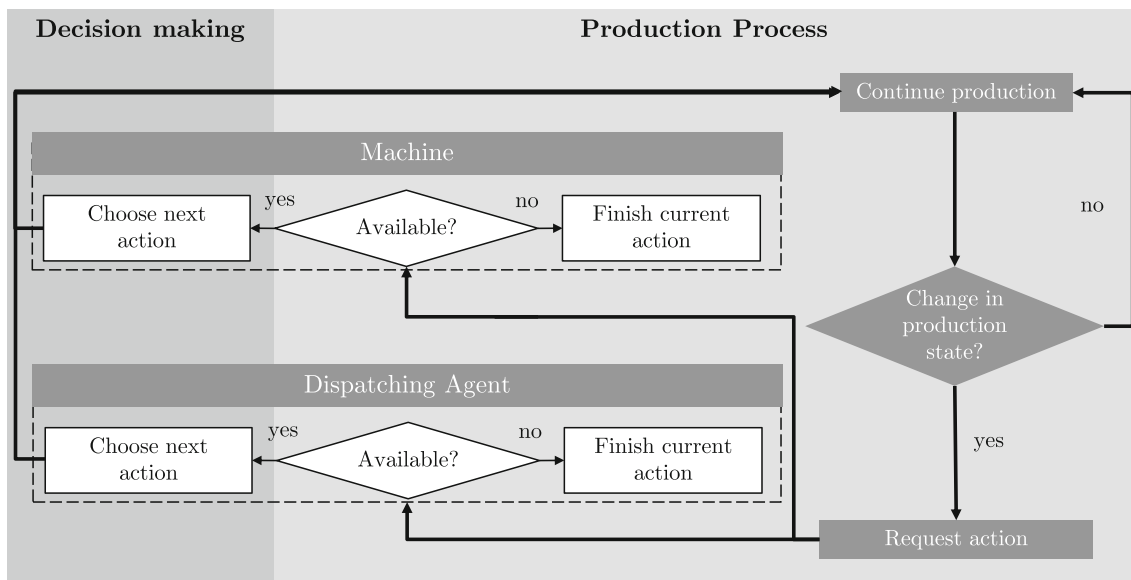 Decision making
Production Process
Continue production
Machine
yes
no
Choose next
action
Available?
Finish current
action
no
Change in
production
state?
Dispatching Agent
yes
no
Choose next
action
Available?
Finish current
action
yes
Request action